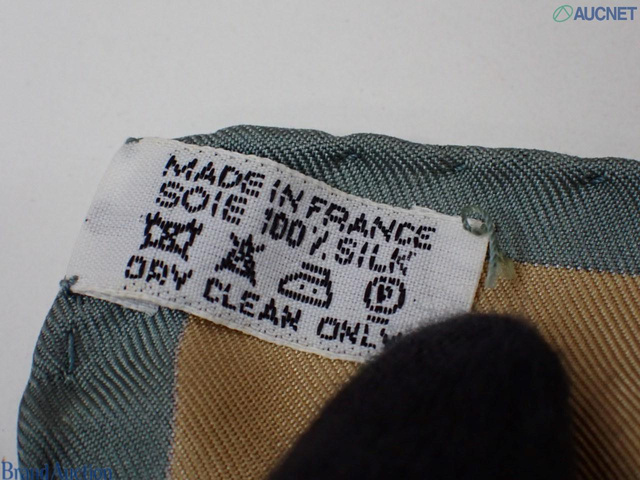 AUCNET
MADE IN FRANCE
SOIE 100% SILK
DRY CLEAN ONLY
Brand Auction